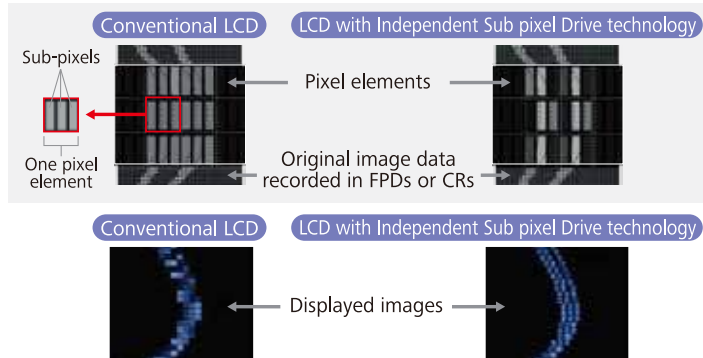 Conventional LCD
LCD with Independent Sub pixel Drive technology
Sub-pixels
Pixel elements
One pixel
element
Original image data
recorded in FPDs or CRs
Conventional LCD
LCD with Independent Sub pixel Drive technology
Displayed images